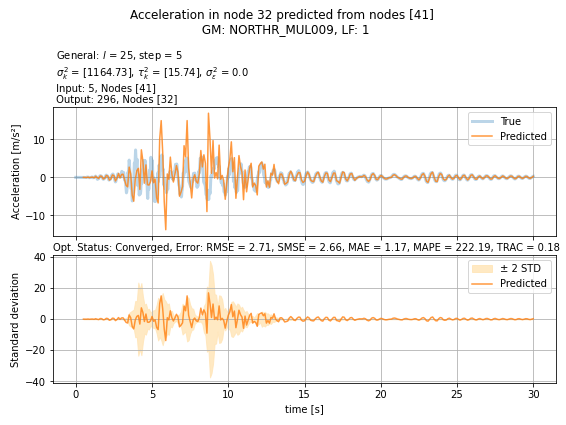 Acceleration in node 32 predicted from nodes [41]
GM: NORTHR_MUL009, LF: 1
General: l = 25, step = 5
σ²ₖ = [1164.73], τ²ₖ = [15.74], σ²ε = 0.0
Input: 5, Nodes [41]
Output: 296, Nodes [32]
Acceleration [m/s²]
10
0
−10
True
Predicted
Opt. Status: Converged, Error: RMSE = 2.71, SMSE = 2.66, MAE = 1.17, MAPE = 222.19, TRAC = 0.18
Standard deviation
40
20
0
−20
−40
± 2 STD
Predicted
0 5 10 15 20 25 30
time [s]